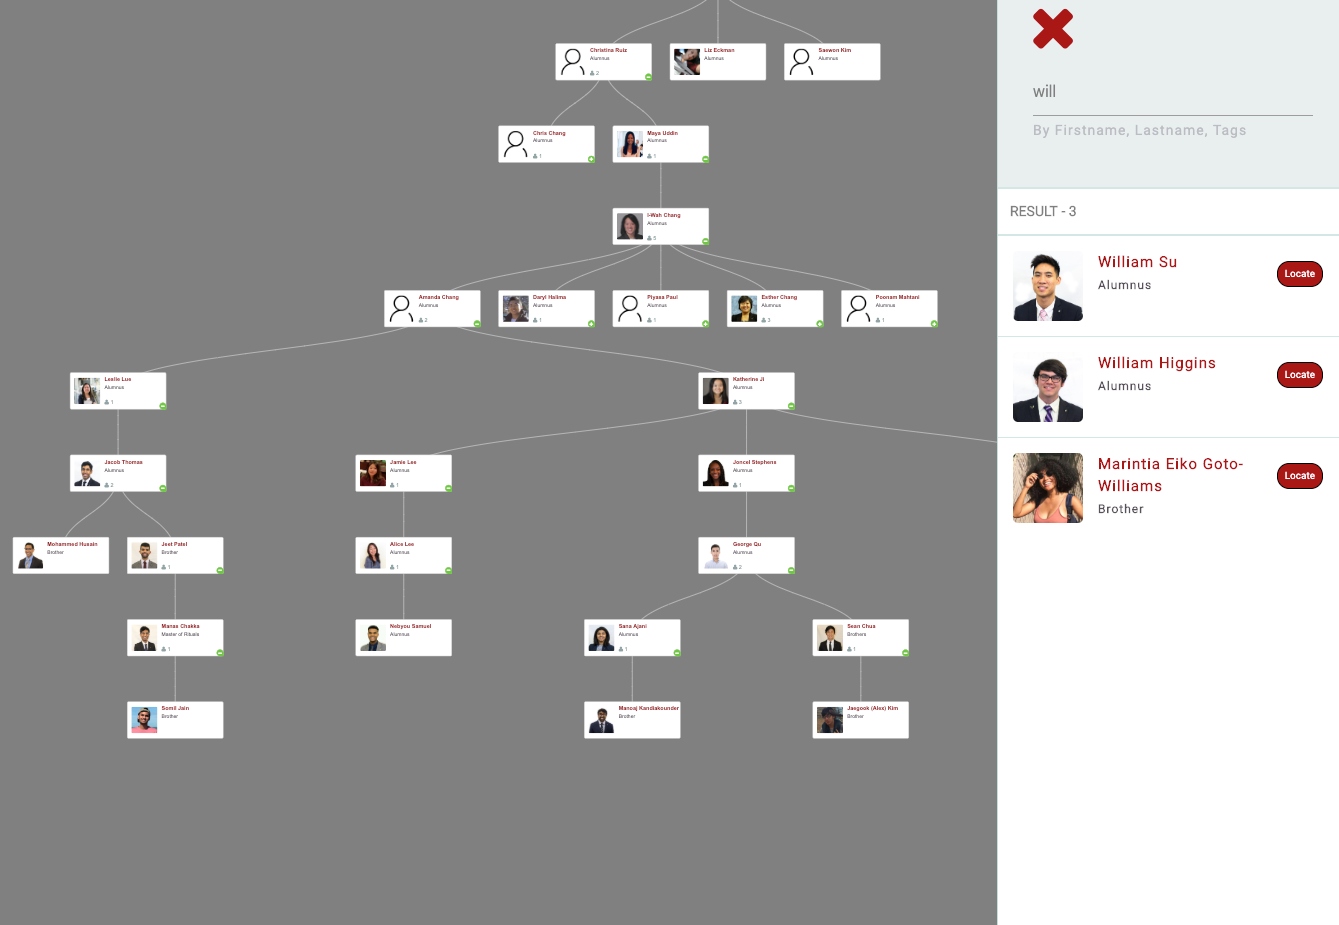 Christina Ruiz
Alumnus
2
Liz Eckman
Alumnus
Saewon Kim
Alumnus
Chris Chang
Alumnus
1
Maya Uddin
Alumnus
1
I-Wah Chang
Alumnus
5
Amanda Chang
Alumnus
2
Daryl Halima
Alumnus
1
Piyasa Paul
Alumnus
1
Esther Chang
Alumnus
3
Poonam Mahtani
Alumnus
1
Leslie Lue
Alumnus
1
Katherine Ji
Alumnus
3
Jacob Thomas
Alumnus
2
Jamie Lee
Alumnus
1
Joncel Stephens
Alumnus
1
Mohammed Husain
Brother
Jeet Patel
Brother
1
Alice Lee
Alumnus
1
George Qu
Alumnus
2
Manas Chakka
Master of Rituals
1
Nebyou Samuel
Alumnus
Sana Ajani
Alumnus
1
Sean Chua
Brothers
1
Somil Jain
Brother
Manoaj Kandiakounder
Brother
Jaegook (Alex) Kim
Brother
will
By Firstname, Lastname, Tags
RESULT - 3
William Su
Alumnus
Locate
William Higgins
Alumnus
Locate
Marintia Eiko Goto-
Williams
Brother
Locate